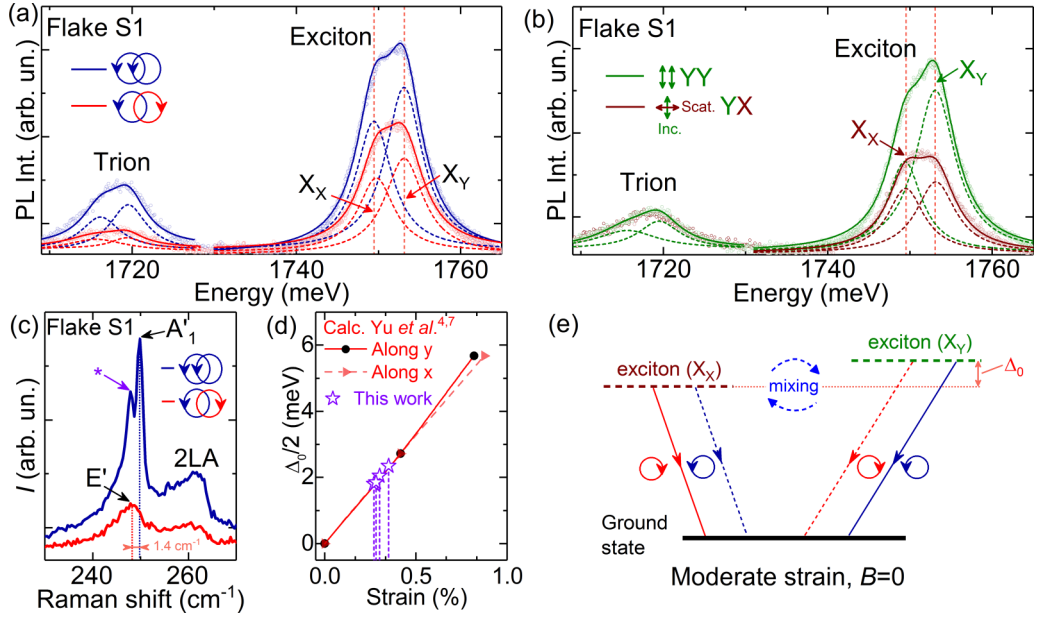 (a)
Flake S1
Exciton
Trion
X_X
X_Y
PL Int. (arb. un.)
1720
1740
1760
Energy (meV)
(b)
Flake S1
Exciton
YY
Scat. YX
Inc.
X_Y
X_X
Trion
PL Int. (arb. un.)
1720
1740
1760
Energy (meV)
(c)
Flake S1
A'₁
*
E'
2LA
1.4 cm⁻¹
I (arb. un.)
240
260
Raman shift (cm⁻¹)
(d)
Calc. Yu et al.⁴,⁷
Along y
Along x
This work
Δ₀/2 (meV)
6
4
2
0
0.0
0.5
1.0
Strain (%)
(e)
exciton (X_X)
exciton (X_Y)
Δ₀
mixing
Ground
state
Moderate strain, B=0